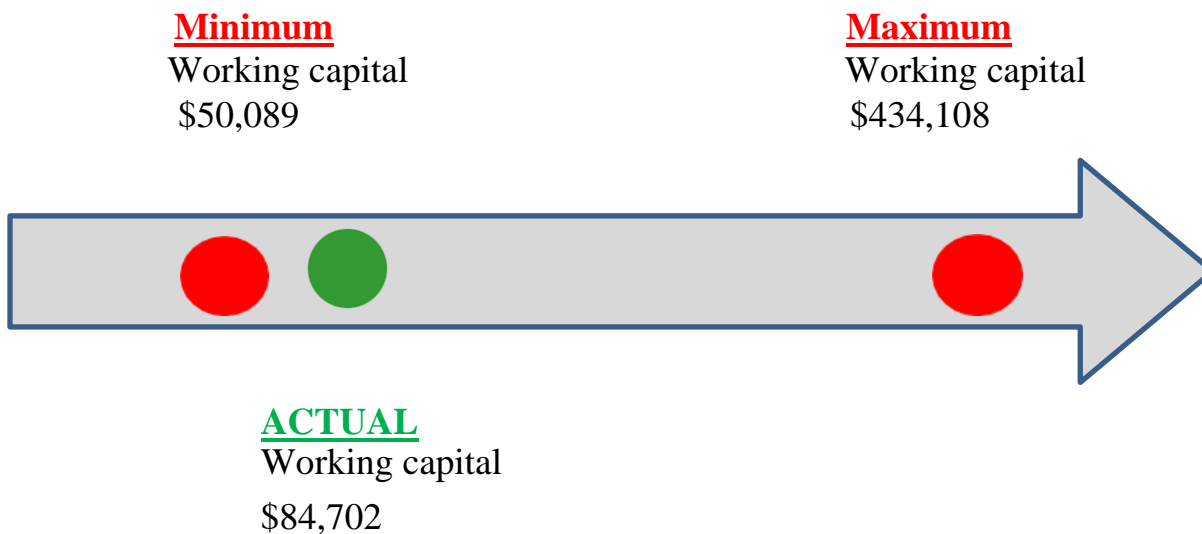 Minimum
Working capital
$50,089
Maximum
Working capital
$434,108
ACTUAL
Working capital
$84,702